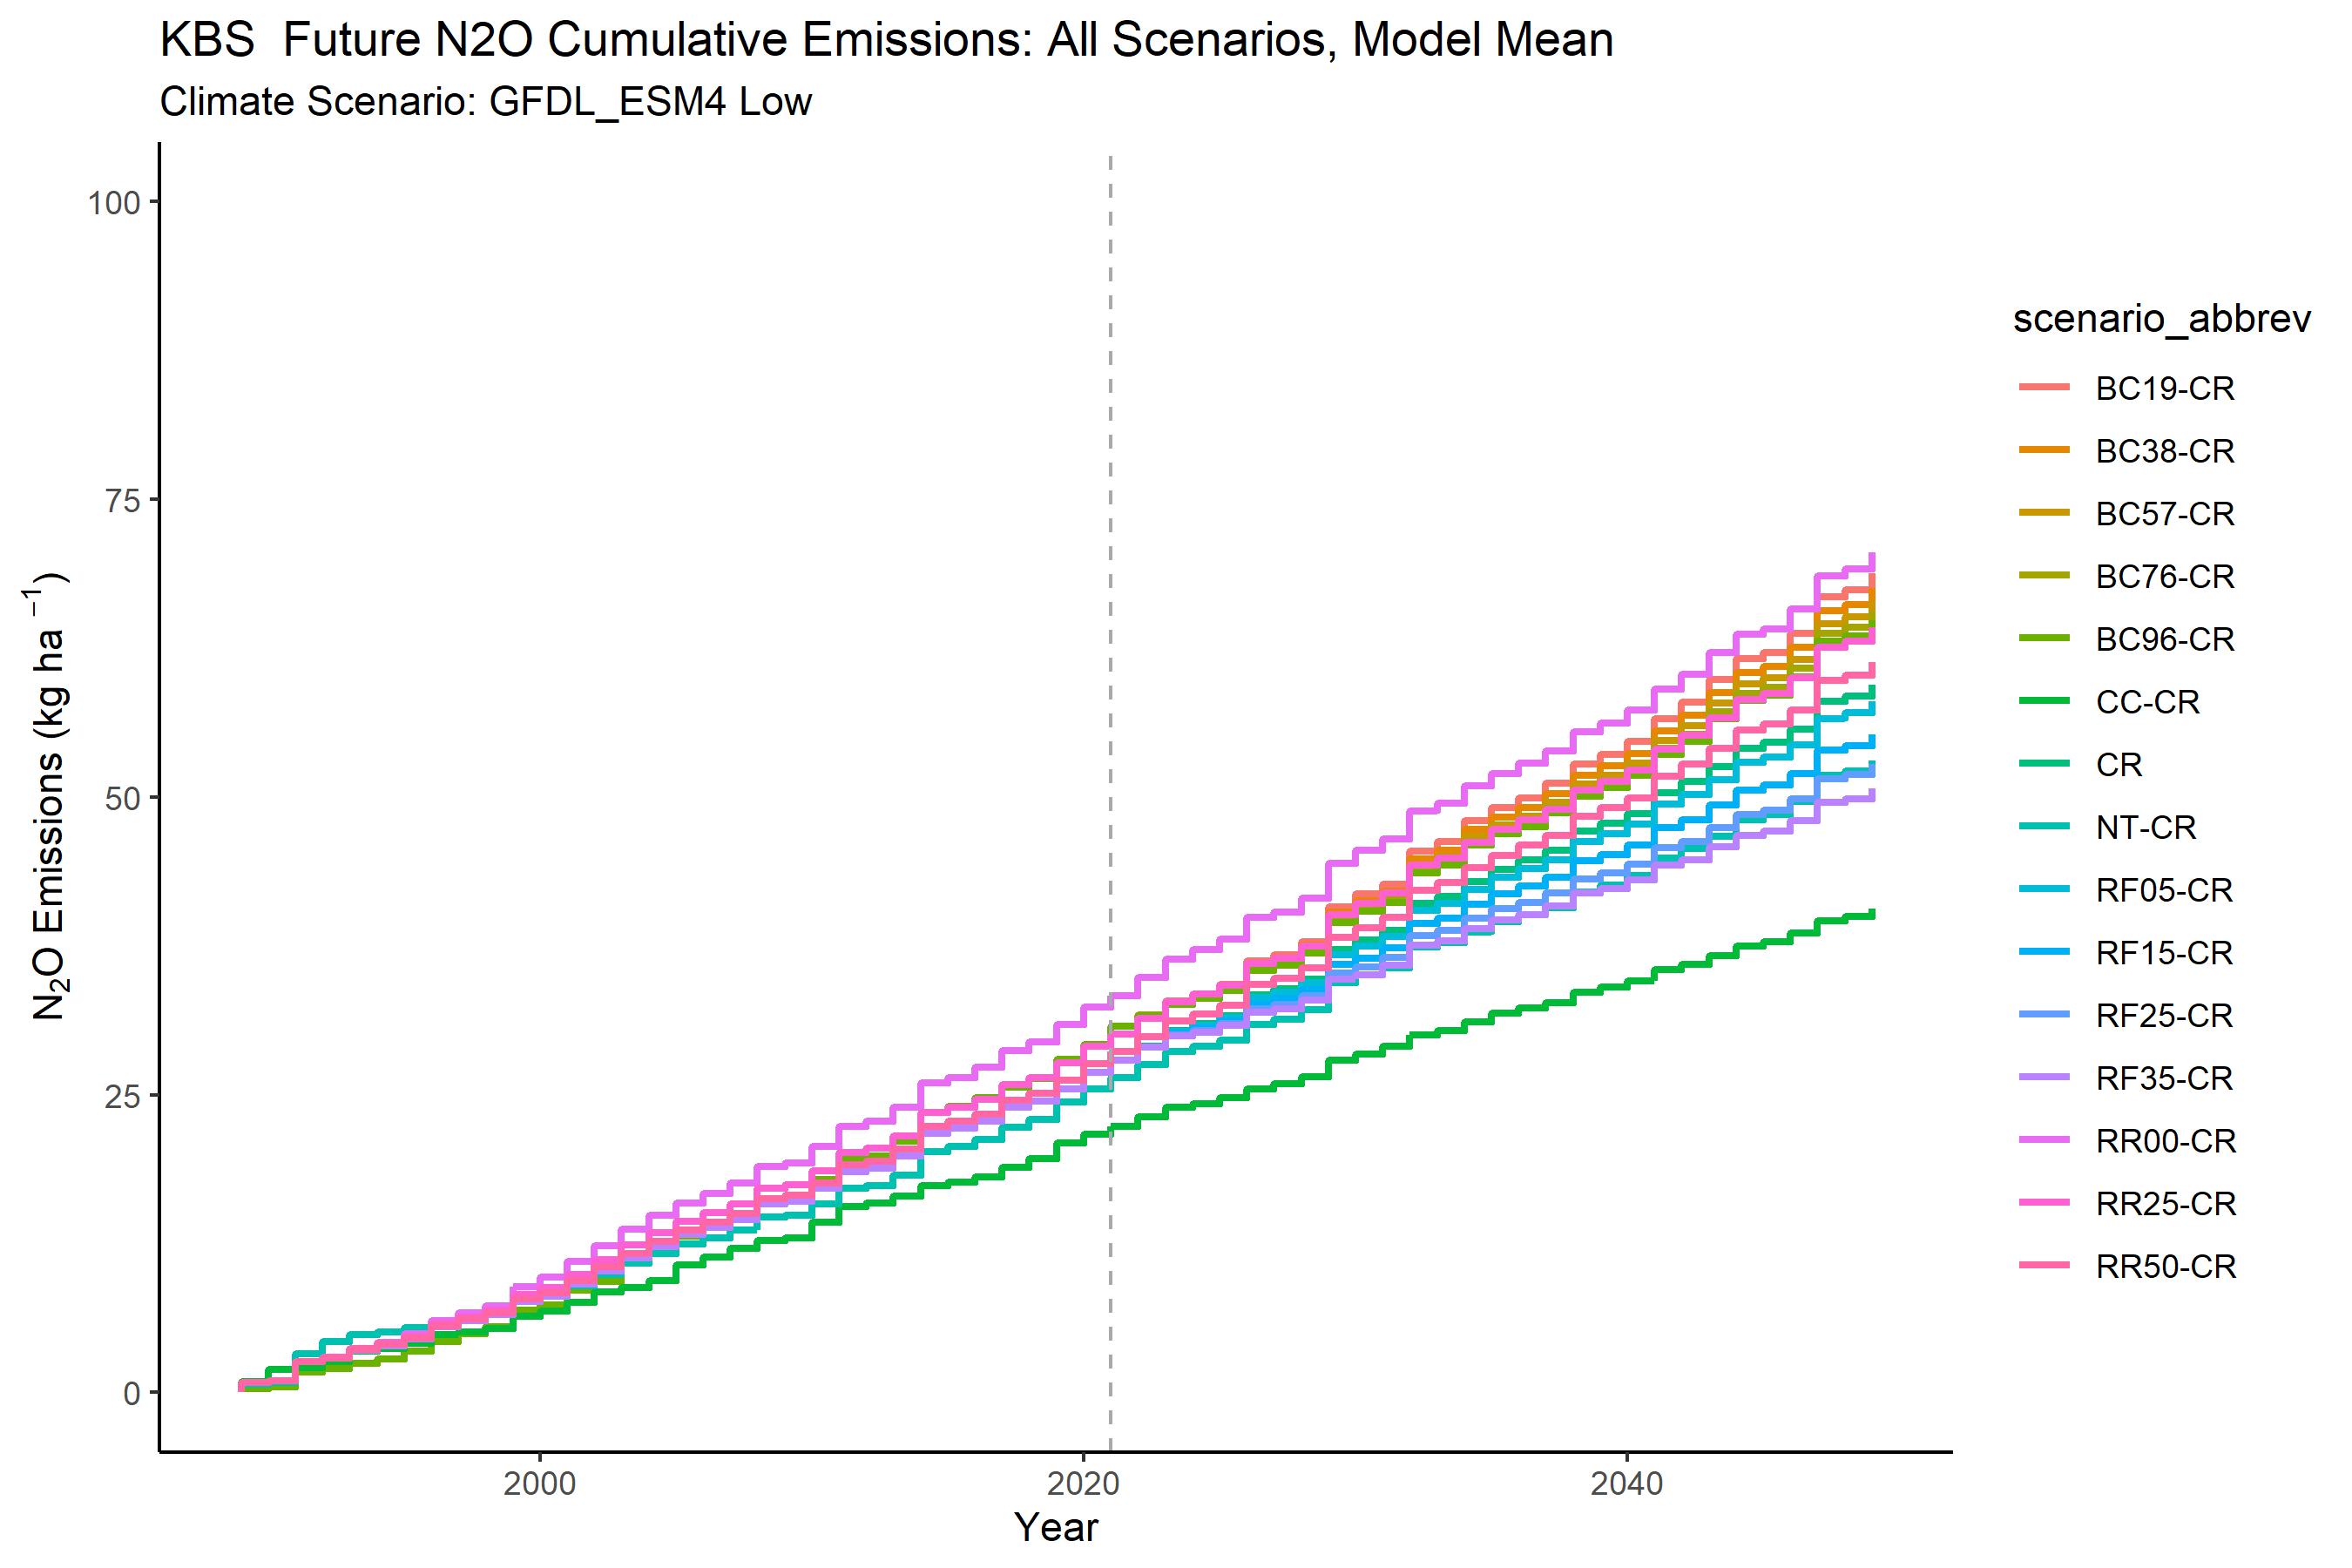 KBS  Future N2O Cumulative Emissions: All Scenarios, Model Mean
Climate Scenario: GFDL_ESM4 Low
N₂O Emissions (kg ha ⁻¹)
100
75
50
25
0
2000
2020
2040
Year
scenario_abbrev
BC19-CR
BC38-CR
BC57-CR
BC76-CR
BC96-CR
CC-CR
CR
NT-CR
RF05-CR
RF15-CR
RF25-CR
RF35-CR
RR00-CR
RR25-CR
RR50-CR